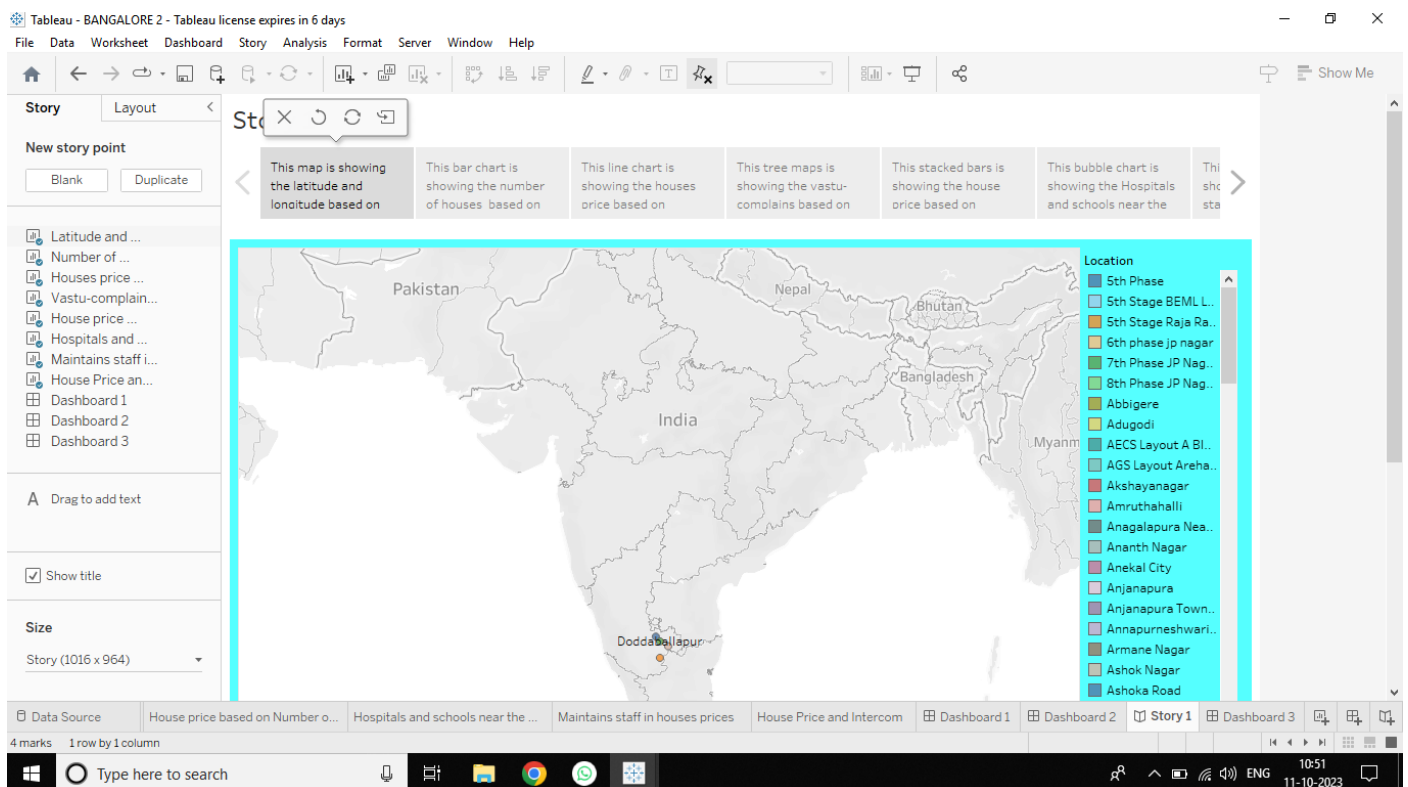 Tableau - BANGALORE 2 - Tableau license expires in 6 days
File Data Worksheet Dashboard Story Analysis Format Server Window Help
Show Me
Story Layout
New story point
Blank Duplicate
Latitude and ...
Number of ...
Houses price ...
Vastu-complain...
House price ...
Hospitals and ...
Maintains staff i...
House Price an...
Dashboard 1
Dashboard 2
Dashboard 3
A Drag to add text
Show title
Size
Story (1016 x 964)
This map is showing
the latitude and
longitude based on
This bar chart is
showing the number
of houses based on
This line chart is
showing the houses
price based on
This tree maps is
showing the vastu-
complains based on
This stacked bars is
showing the house
price based on
This bubble chart is
showing the Hospitals
and schools near the
Pakistan
Nepal
Bhutan
Bangladesh
India
Myanm
Doddaballapur
Location
5th Phase
5th Stage BEML L..
5th Stage Raja Ra..
6th phase jp nagar
7th Phase JP Nag..
8th Phase JP Nag..
Abbigere
Adugodi
AECS Layout A Bl..
AGS Layout Areha..
Akshayanagar
Amruthahalli
Anagalapura Nea..
Ananth Nagar
Anekal City
Anjanapura
Anjanapura Town..
Annapurneshwari..
Armane Nagar
Ashok Nagar
Ashoka Road
Data Source House price based on Number o... Hospitals and schools near the ... Maintains staff in houses prices House Price and Intercom Dashboard 1 Dashboard 2 Story 1 Dashboard 3
4 marks 1 row by 1 column
Type here to search
ENG
10:51
11-10-2023